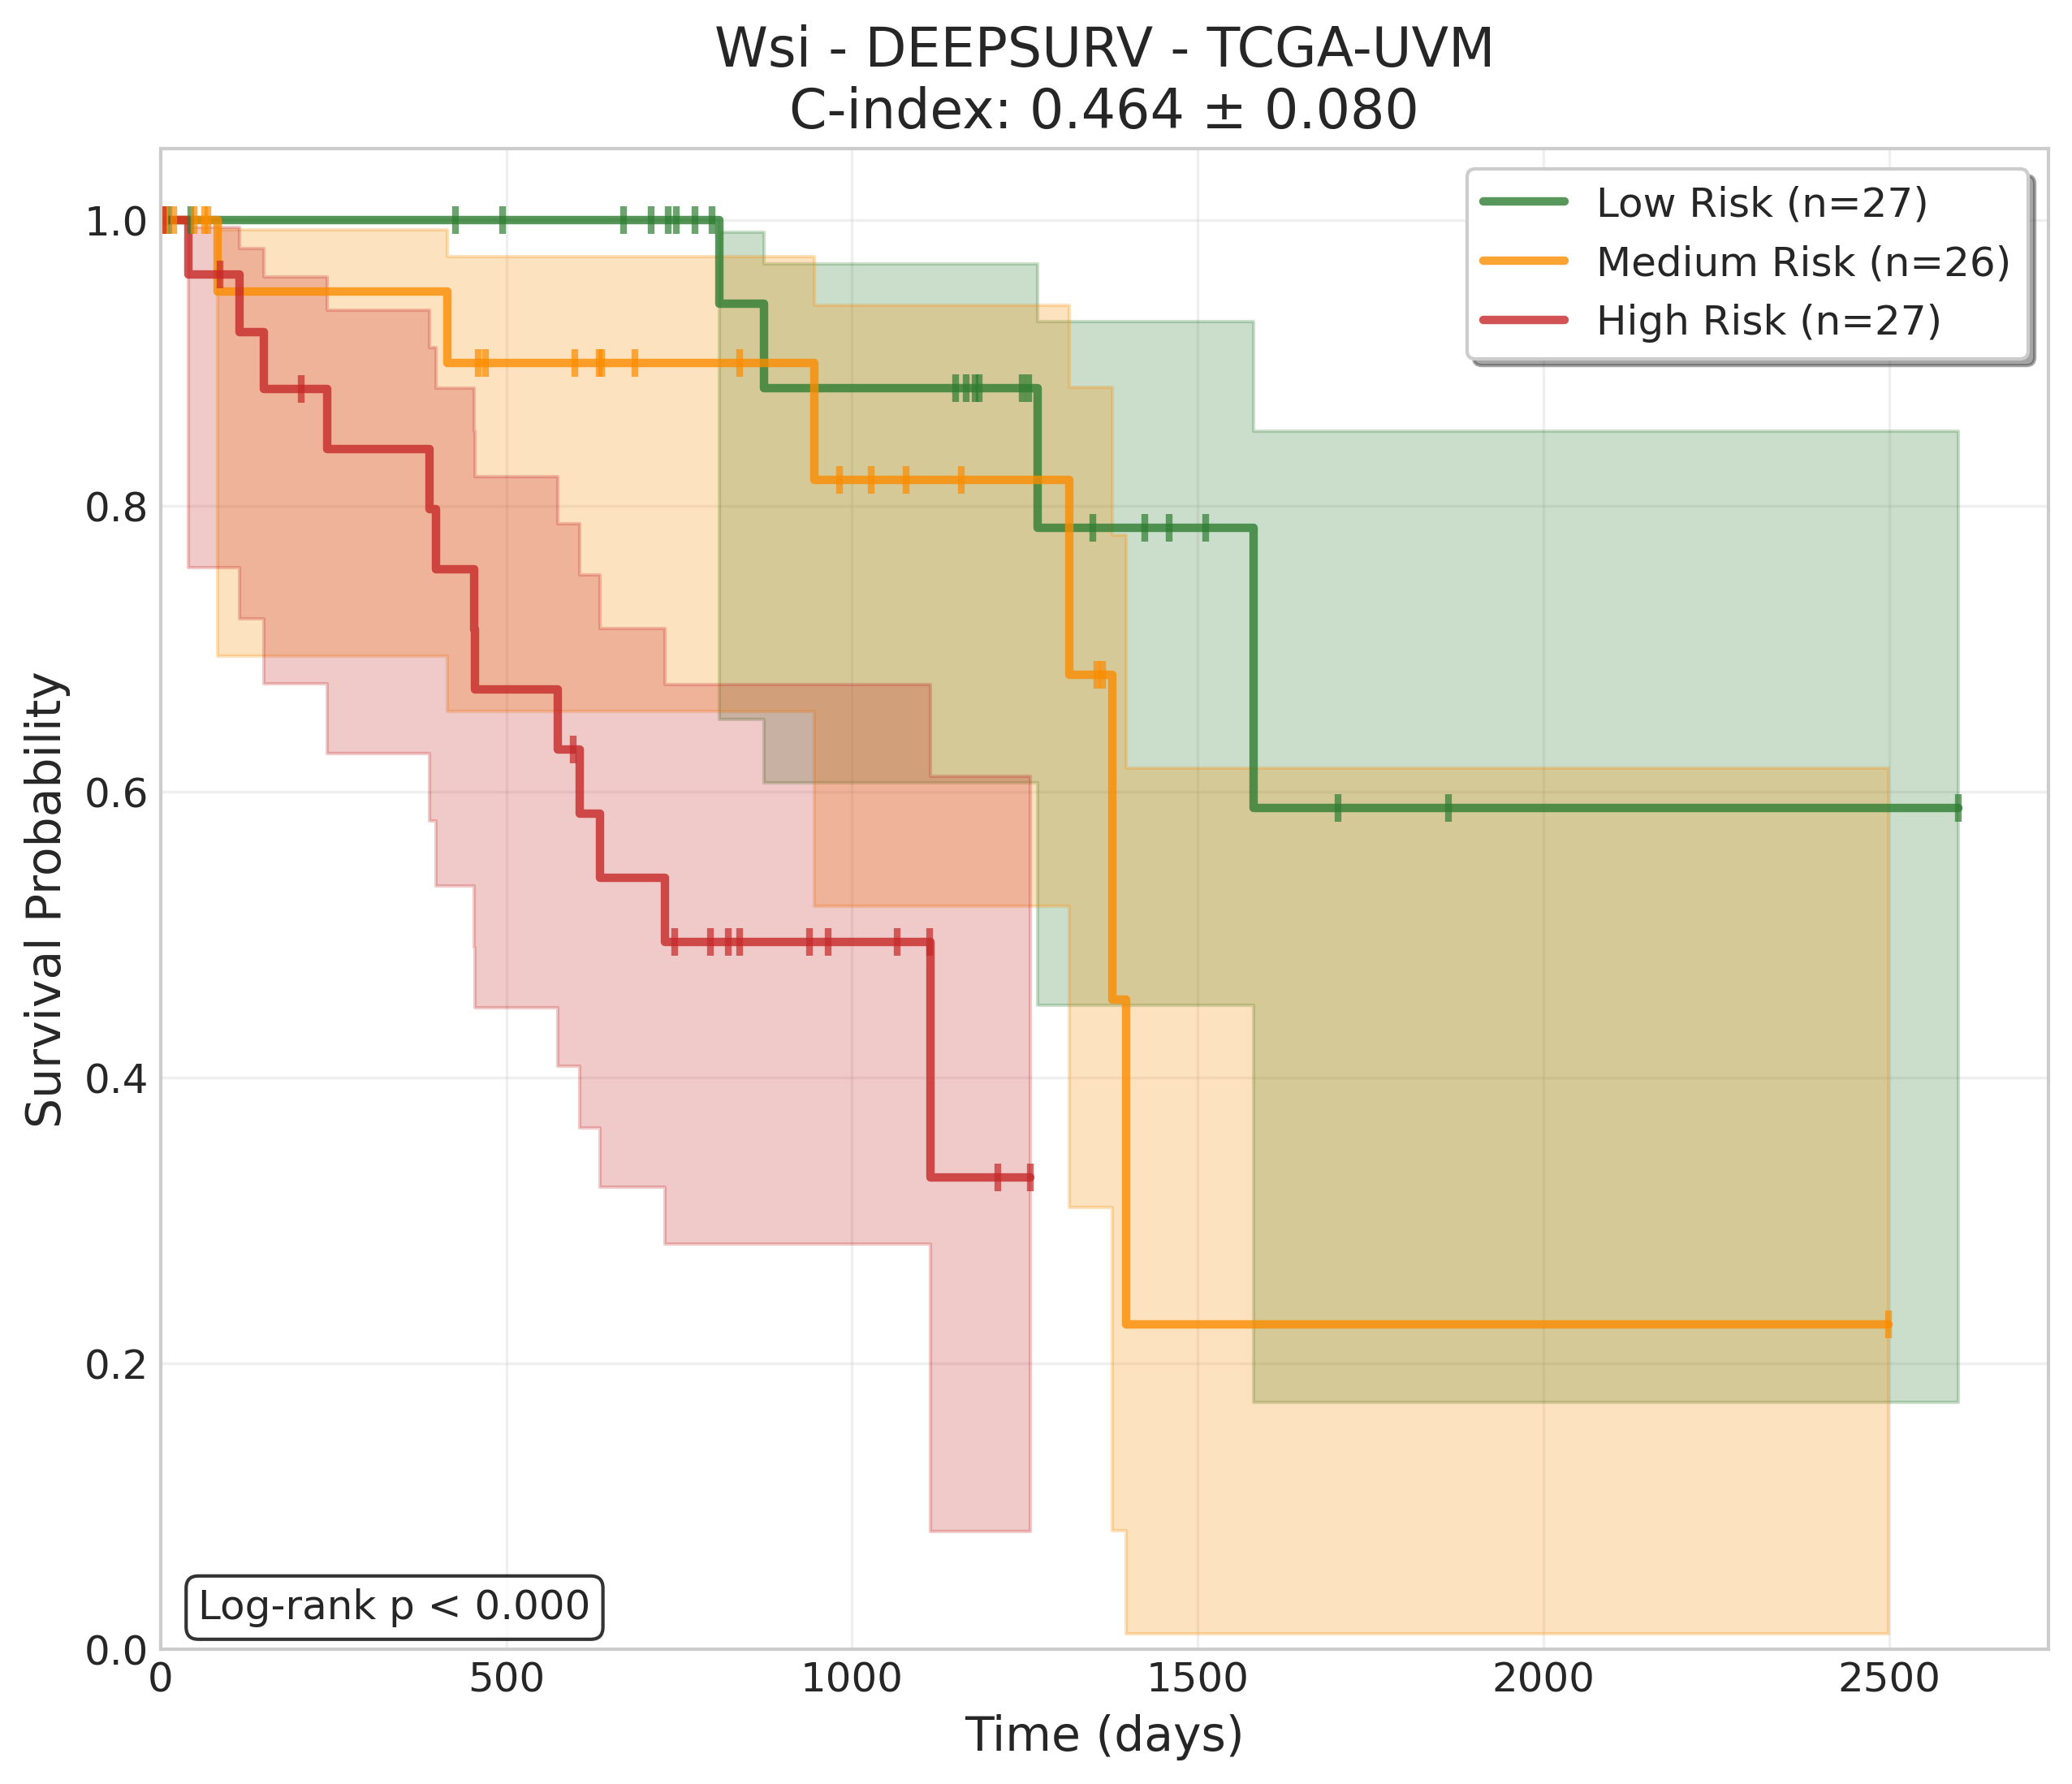 Wsi - DEEPSURV - TCGA-UVM
C-index: 0.464 ± 0.080
Low Risk (n=27)
Medium Risk (n=26)
High Risk (n=27)
Survival Probability
1.0
0.8
0.6
0.4
0.2
0.0
Log-rank p < 0.000
0 500 1000 1500 2000 2500
Time (days)